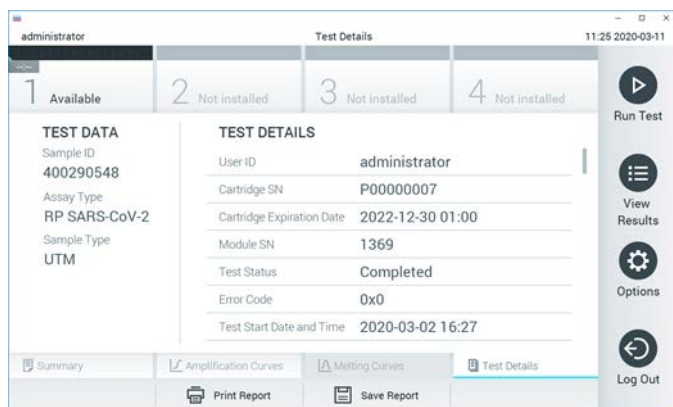 administrator
Test Details
11:25 2020-03-11
--:--
1 Available
2 Not installed
3 Not installed
4 Not installed
Run Test
View
Results
Options
Log Out
TEST DATA
Sample ID
400290548
Assay Type
RP SARS-CoV-2
Sample Type
UTM
TEST DETAILS
User ID administrator
Cartridge SN P00000007
Cartridge Expiration Date 2022-12-30 01:00
Module SN 1369
Test Status Completed
Error Code 0x0
Test Start Date and Time 2020-03-02 16:27
Summary
Amplification Curves
Melting Curves
Test Details
Print Report
Save Report